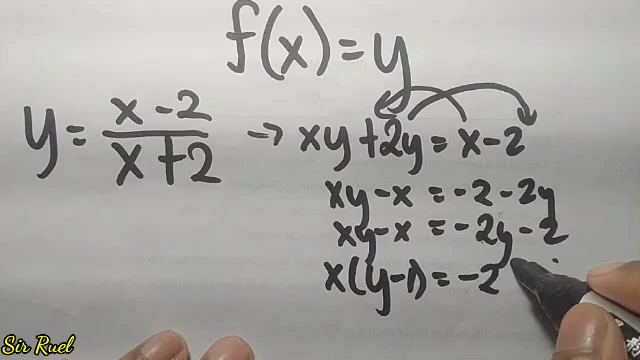 f(x) = y
y = x - 2 / x + 2 → xy + 2y = x - 2
xy - x = -2 - 2y
xy - x = -2y - 2
x(y - 1) = -2
Sir Ruel